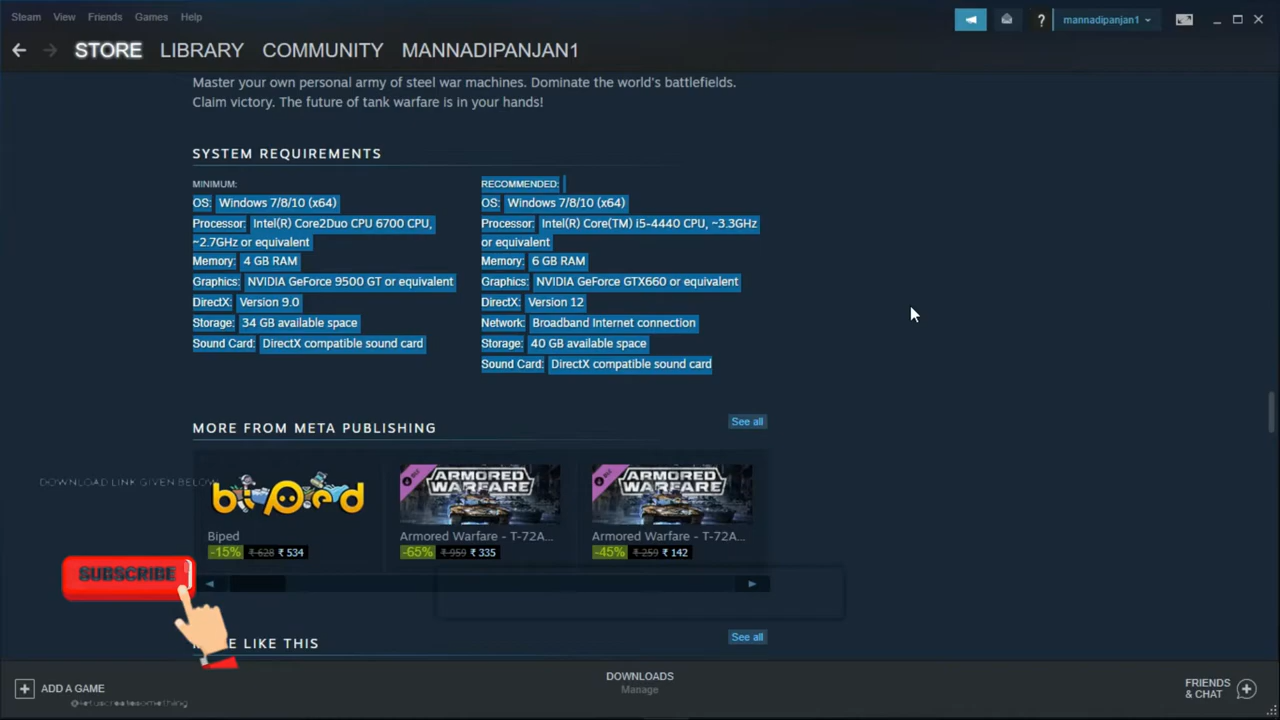 Steam View Friends Games Help
? mannadipanjan1
STORE LIBRARY COMMUNITY MANNADIPANJAN1
Master your own personal army of steel war machines. Dominate the world's battlefields.
Claim victory. The future of tank warfare is in your hands!
SYSTEM REQUIREMENTS
MINIMUM:
OS: Windows 7/8/10 (x64)
Processor: Intel(R) Core2Duo CPU 6700 CPU,
~2.7GHz or equivalent
Memory: 4 GB RAM
Graphics: NVIDIA GeForce 9500 GT or equivalent
DirectX: Version 9.0
Storage: 34 GB available space
Sound Card: DirectX compatible sound card
RECOMMENDED:
OS: Windows 7/8/10 (x64)
Processor: Intel(R) Core(TM) i5-4440 CPU, ~3.3GHz
or equivalent
Memory: 6 GB RAM
Graphics: NVIDIA GeForce GTX660 or equivalent
DirectX: Version 12
Network: Broadband Internet connection
Storage: 40 GB available space
Sound Card: DirectX compatible sound card
MORE FROM META PUBLISHING See all
DOWNLOAD LINK GIVEN BELOW
biped
Biped
-15% ₹ 628 ₹ 534
ARMORED WARFARE
Armored Warfare - T-72A...
-65% ₹ 959 ₹ 335
ARMORED WARFARE
Armored Warfare - T-72A...
-45% ₹ 259 ₹ 142
SUBSCRIBE
LIKE THIS See all
ADD A GAME
@letuscreatesomething
DOWNLOADS
Manage
FRIENDS
& CHAT